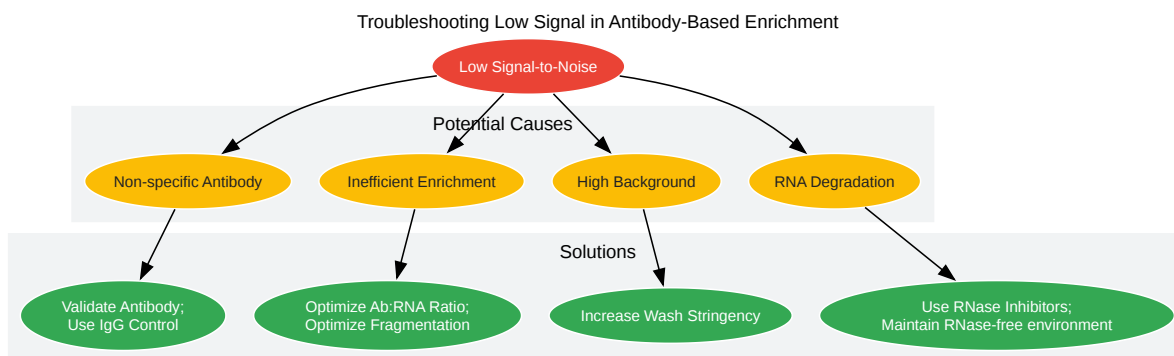 Troubleshooting Low Signal in Antibody-Based Enrichment
Low Signal-to-Noise
Potential Causes
Non-specific Antibody
Inefficient Enrichment
High Background
RNA Degradation
Solutions
Validate Antibody;
Use IgG Control
Optimize Ab:RNA Ratio;
Optimize Fragmentation
Increase Wash Stringency
Use RNase Inhibitors;
Maintain RNase-free environment